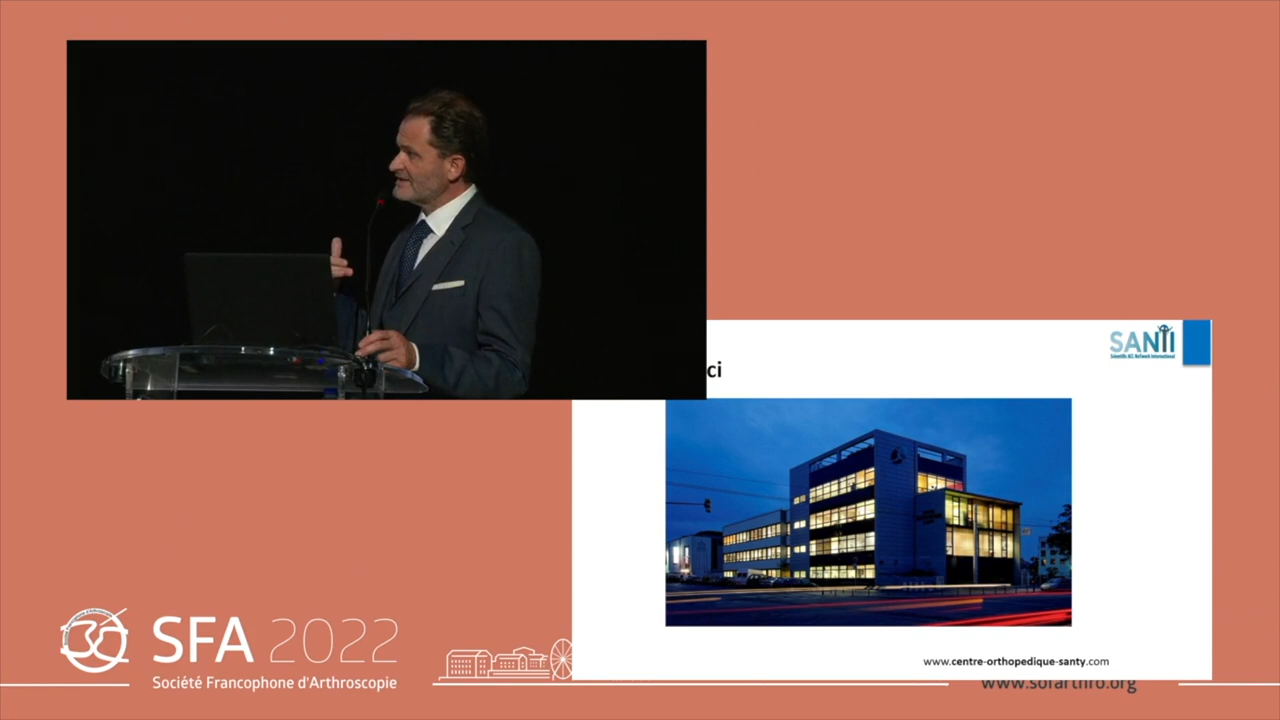 ci
SANTI
Scientific ACL Network International
www.centre-orthopedique-santy.com
30
SFA 2022
Société Francophone d'Arthroscopie
www.sofarthro.org